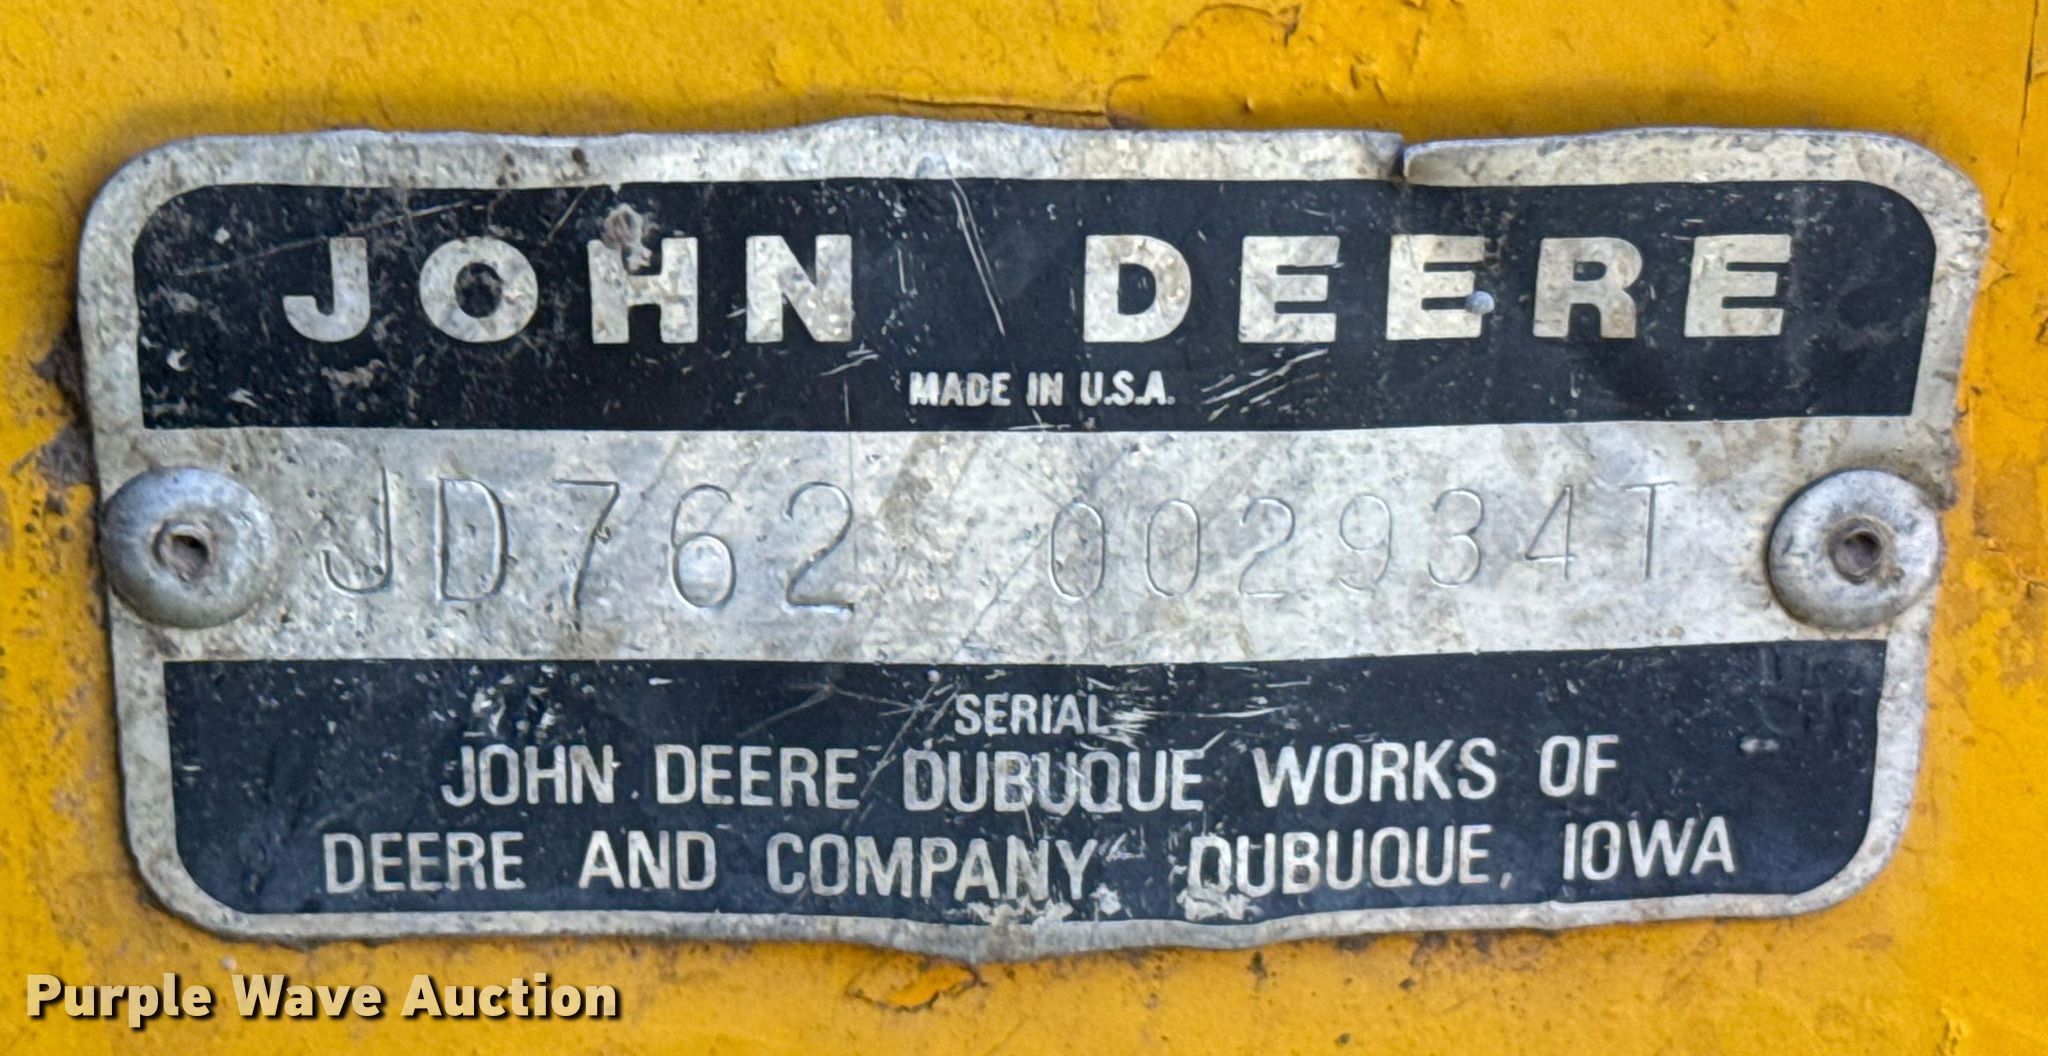 JOHN DEERE
MADE IN U.S.A.
JD762 002934T
SERIAL
JOHN DEERE DUBUQUE WORKS OF
DEERE AND COMPANY DUBUQUE, IOWA
Purple Wave Auction